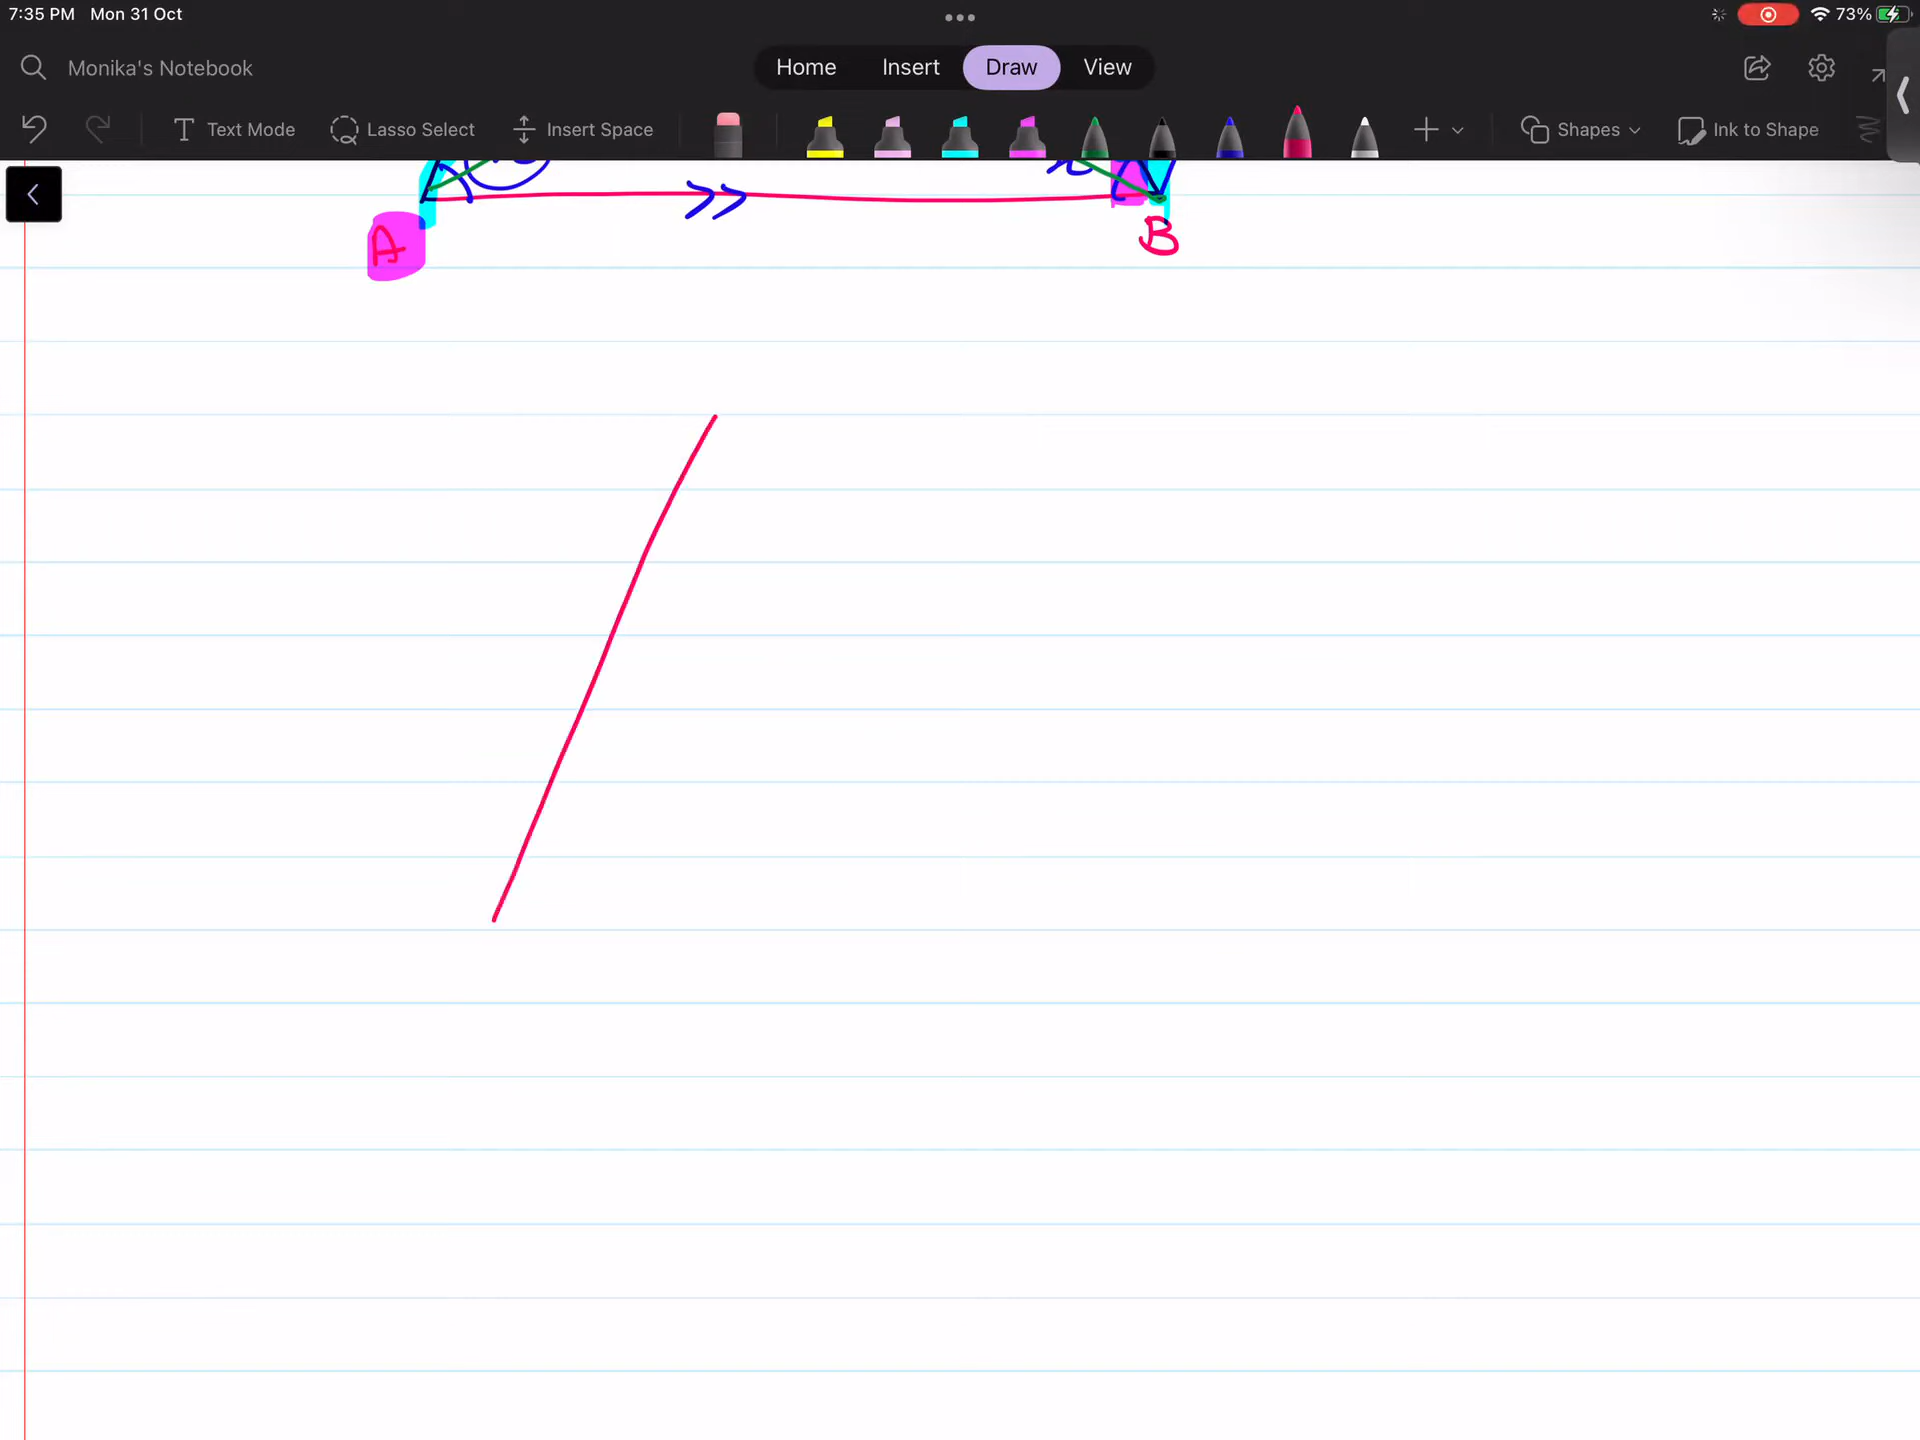 7:35 PM Mon 31 Oct
73%
Monika's Notebook
Home Insert Draw View
Text Mode Lasso Select Insert Space Shapes Ink to Shape
A
B